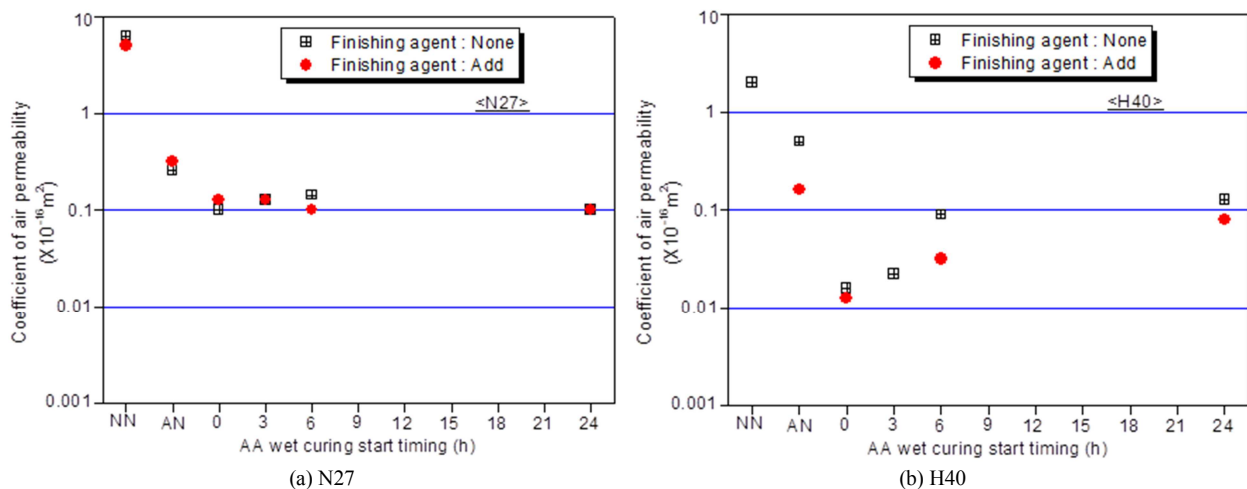 10
1
0.1
0.01
0.001
Coefficient of air permeability
(X10⁻¹⁶m²)
Finishing agent : None
Finishing agent : Add
<N27>
NN AN 0 3 6 9 12 15 18 21 24
AA wet curing start timing (h)
(a) N27
10
1
0.1
0.01
0.001
Coefficient of air permeability
(X10⁻¹⁶m²)
Finishing agent : None
Finishing agent : Add
<H40>
NN AN 0 3 6 9 12 15 18 21 24
AA wet curing start timing (h)
(b) H40